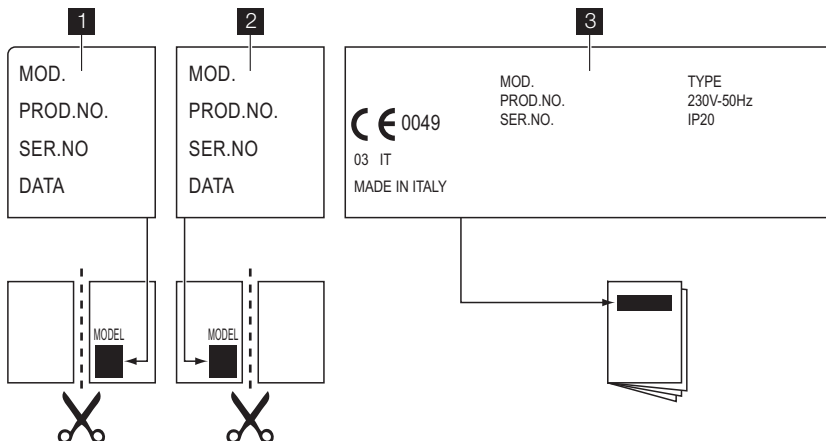 1
MOD.
PROD.NO.
SER.NO
DATA
2
MOD.
PROD.NO.
SER.NO
DATA
3
CE 0049
03 IT
MADE IN ITALY
MOD.
PROD.NO.
SER.NO.
TYPE
230V-50Hz
IP20
MODEL
MODEL